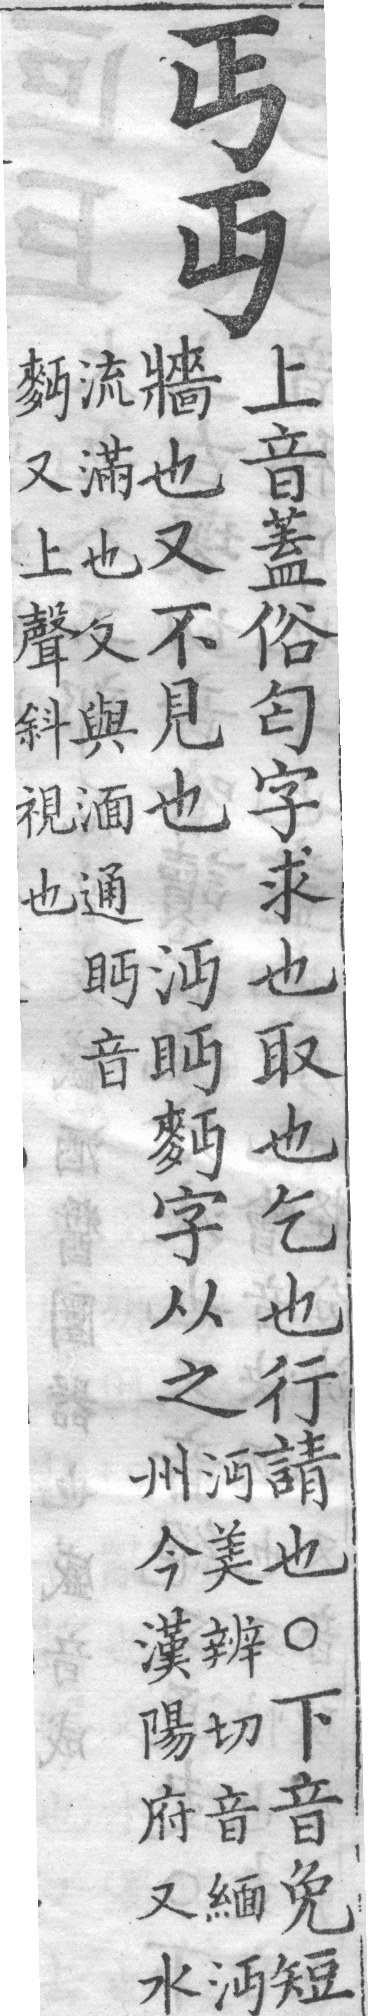 丐丏
上音蓋俗匄字求也取也乞也行請也○下音免短
牆也又不見也　沔眄麪字从之
沔美辨切音緬沔
州今漢陽府又水
流滿也又與湎通眄音
麪又上聲斜視也